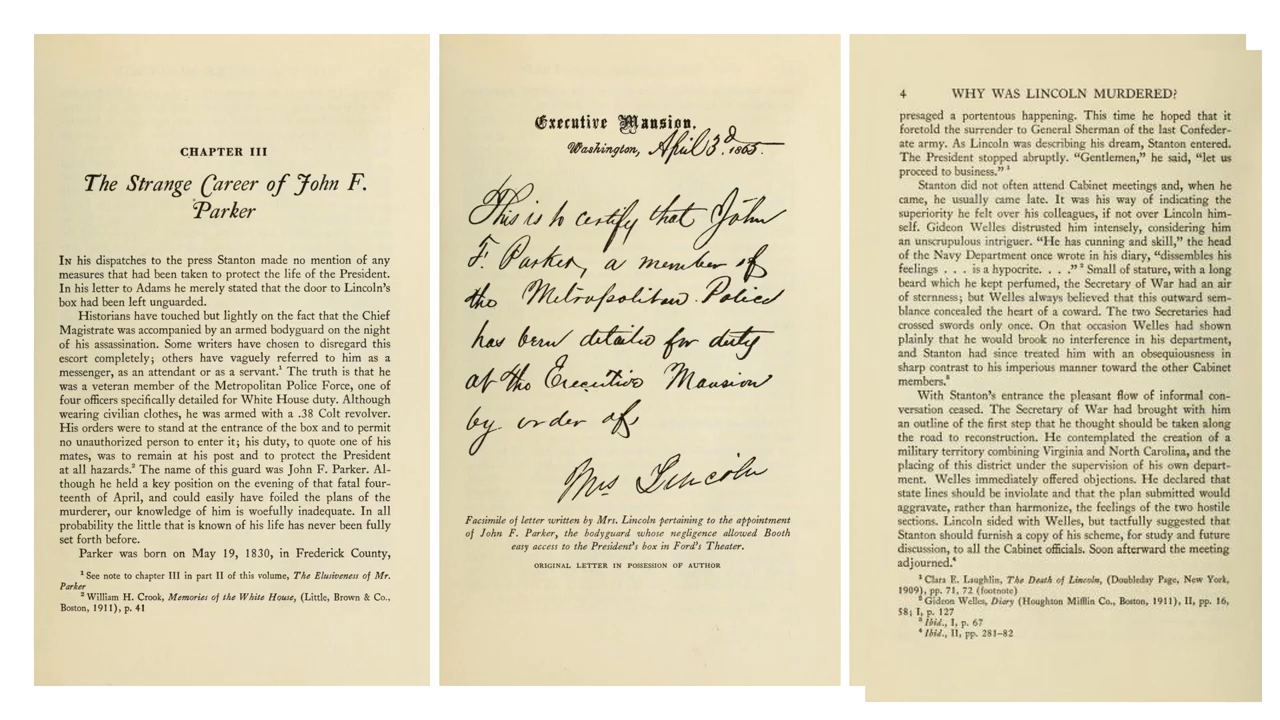 CHAPTER III
The Strange Career of John F.
Parker
IN his dispatches to the press Stanton made no mention of any
measures that had been taken to protect the life of the President.
In his letter to Adams he merely stated that the door to Lincoln's
box had been left unguarded.
Historians have touched but lightly on the fact that the Chief
Magistrate was accompanied by an armed bodyguard on the night
of his assassination. Some writers have chosen to disregard this
escort completely; others have vaguely referred to him as a
messenger, as an attendant or as a servant.¹ The truth is that he
was a veteran member of the Metropolitan Police Force, one of
four officers specifically detailed for White House duty. Although
wearing civilian clothes, he was armed with a .38 Colt revolver.
His orders were to stand at the entrance of the box and to permit
no unauthorized person to enter it; his duty, to quote one of his
mates, was to remain at his post and to protect the President
at all hazards.² The name of this guard was John F. Parker. Al-
though he held a key position on the evening of that fatal four-
teenth of April, and could easily have foiled the plans of the
murderer, our knowledge of him is woefully inadequate. In all
probability the little that is known of his life has never been fully
set forth before.
Parker was born on May 19, 1830, in Frederick County,
¹ See note to chapter III in part II of this volume, The Elusiveness of Mr.
Parker
² William H. Crook, Memories of the White House, (Little, Brown & Co.,
Boston, 1911), p. 41
Executive Mansion.
Washington, April 3d. 1865.
This is to certify that John
F. Parker, a member of
the Metropolitan Police
has been detailed for duty
at the Executive Mansion
by order of
Mrs Lincoln
Facsimile of letter written by Mrs. Lincoln pertaining to the appointment
of John F. Parker, the bodyguard whose negligence allowed Booth
easy access to the President's box in Ford's Theater.
ORIGINAL LETTER IN POSSESSION OF AUTHOR
4 WHY WAS LINCOLN MURDERED?
presaged a portentous happening. This time he hoped that it
foretold the surrender to General Sherman of the last Confeder-
ate army. As Lincoln was describing his dream, Stanton entered.
The President stopped abruptly. "Gentlemen," he said, "let us
proceed to business." ¹
Stanton did not often attend Cabinet meetings and, when he
came, he usually came late. It was his way of indicating the
superiority he felt over his colleagues, if not over Lincoln him-
self. Gideon Welles distrusted him intensely, considering him
an unscrupulous intriguer. "He has cunning and skill," the head
of the Navy Department once wrote in his diary, "dissembles his
feelings . . . is a hypocrite. . . ." ² Small of stature, with a long
beard which he kept perfumed, the Secretary of War had an air
of sternness; but Welles always believed that this outward sem-
blance concealed the heart of a coward. The two Secretaries had
crossed swords only once. On that occasion Welles had shown
plainly that he would brook no interference in his department,
and Stanton had since treated him with an obsequiousness in
sharp contrast to his imperious manner toward the other Cabinet
members.³
With Stanton's entrance the pleasant flow of informal con-
versation ceased. The Secretary of War had brought with him
an outline of the first step that he thought should be taken along
the road to reconstruction. He contemplated the creation of a
military territory combining Virginia and North Carolina, and the
placing of this district under the supervision of his own depart-
ment. Welles immediately offered objections. He declared that
state lines should be inviolate and that the plan submitted would
aggravate, rather than harmonize, the feelings of the two hostile
sections. Lincoln sided with Welles, but tactfully suggested that
Stanton should furnish a copy of his scheme, for study and future
discussion, to all the Cabinet officials. Soon afterward the meeting
adjourned.⁴
¹ Clara E. Laughlin, The Death of Lincoln, (Doubleday Page, New York,
1909), pp. 71, 72 (footnote)
² Gideon Welles, Diary (Houghton Mifflin Co., Boston, 1911), II, pp. 16,
58; I, p. 127
³ Ibid., I, p. 67
⁴ Ibid., II, pp. 281–82